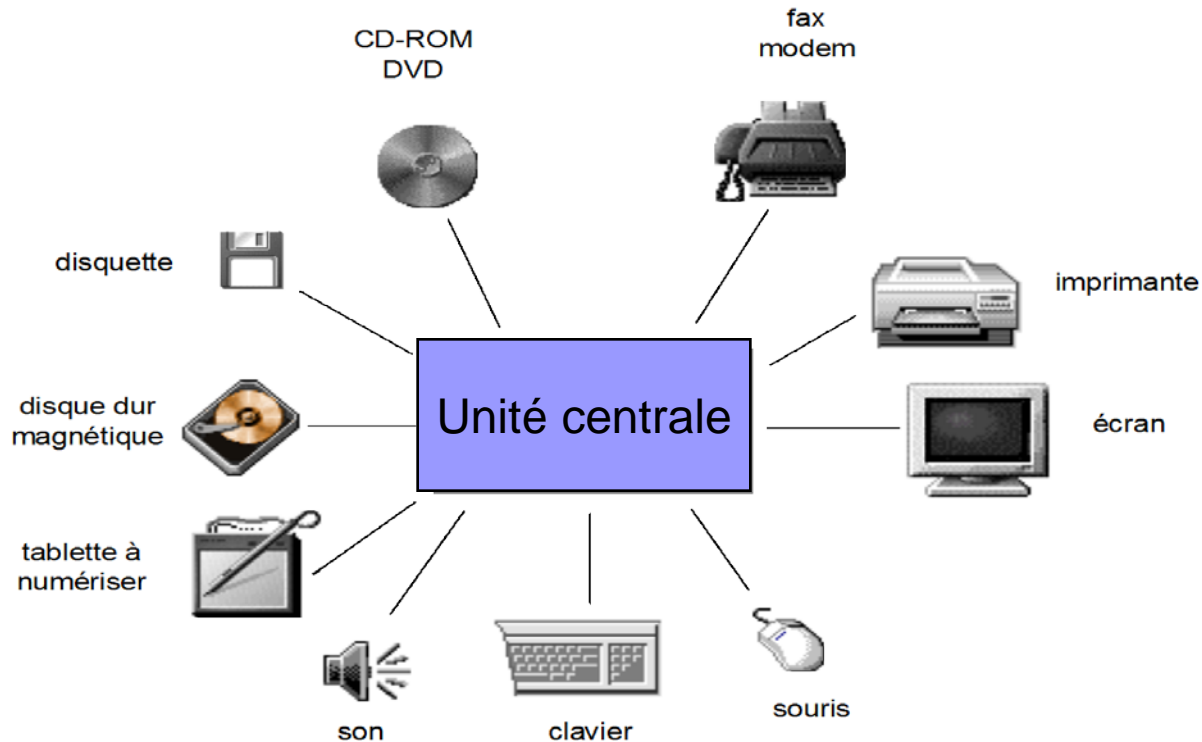 CD-ROM
DVD
fax
modem
disquette
imprimante
Unité centrale
disque dur
magnétique
écran
tablette à
numériser
son
clavier
souris